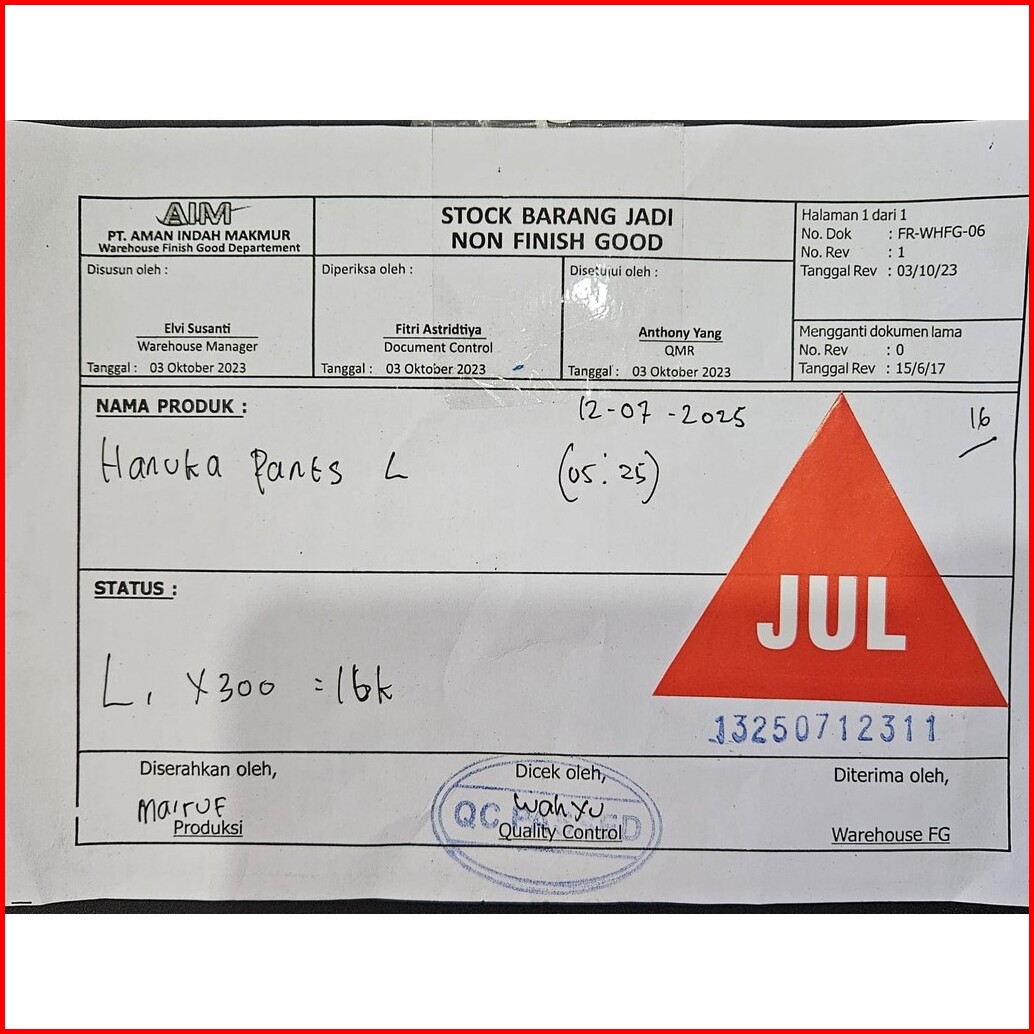 AIM
PT. AMAN INDAH MAKMUR
Warehouse Finish Good Departement
STOCK BARANG JADI
NON FINISH GOOD
Halaman 1 dari 1
No. Dok : FR-WHFG-06
No. Rev : 1
Tanggal Rev : 03/10/23
Disusun oleh :
Elvi Susanti
Warehouse Manager
Tanggal : 03 Oktober 2023
Diperiksa oleh :
Fitri Astridtiya
Document Control
Tanggal : 03 Oktober 2023
Disetujui oleh :
Anthony Yang
QMR
Tanggal : 03 Oktober 2023
Mengganti dokumen lama
No. Rev : 0
Tanggal Rev : 15/6/17
NAMA PRODUK :
12-07-2025
16
Hanuka Pants L
(05:25)
STATUS :
JUL
L, x300 =16k
13250712311
Diserahkan oleh,
Produksi
Dicek oleh,
Wahyu
QC PASSED
Quality Control
Diterima oleh,
Warehouse FG